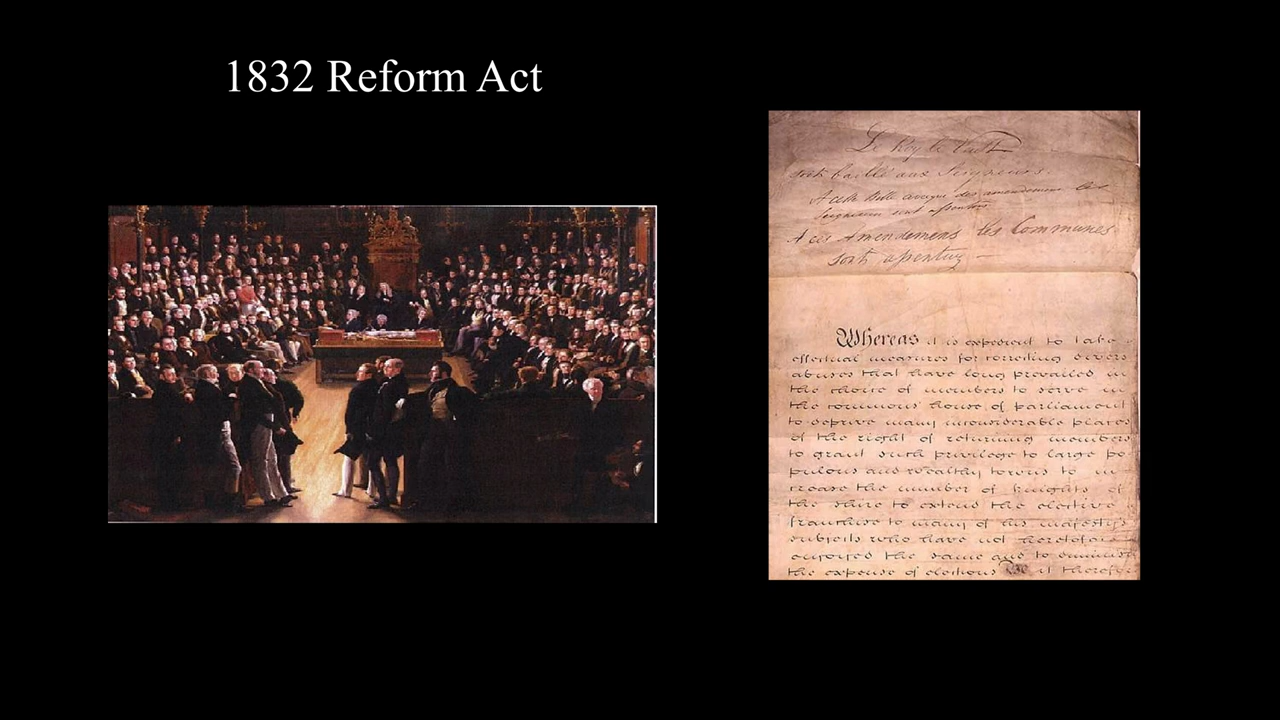 1832 Reform Act
Le Roy le Veult
soit baillé aux Seigneurs
A cette Bille avecque des amendements les
Seigneurs sont assentus
A ces Amendemens les Communes
sont assentuz
Whereas it is expedient to take
effectual measures for correcting divers
abuses that have long prevailed in
the choice of members to serve in
the commons house of parliament
to deprive many inconsiderable places
of the right of returning members
to grant such privilege to large po
pulous and wealthy towns to in
crease the number of knights of
the shire to extend the elective
franchise to many of his majesty's
subjects who have not heretofore
enjoyed the same and to diminish
the expense of elections Be it therefor